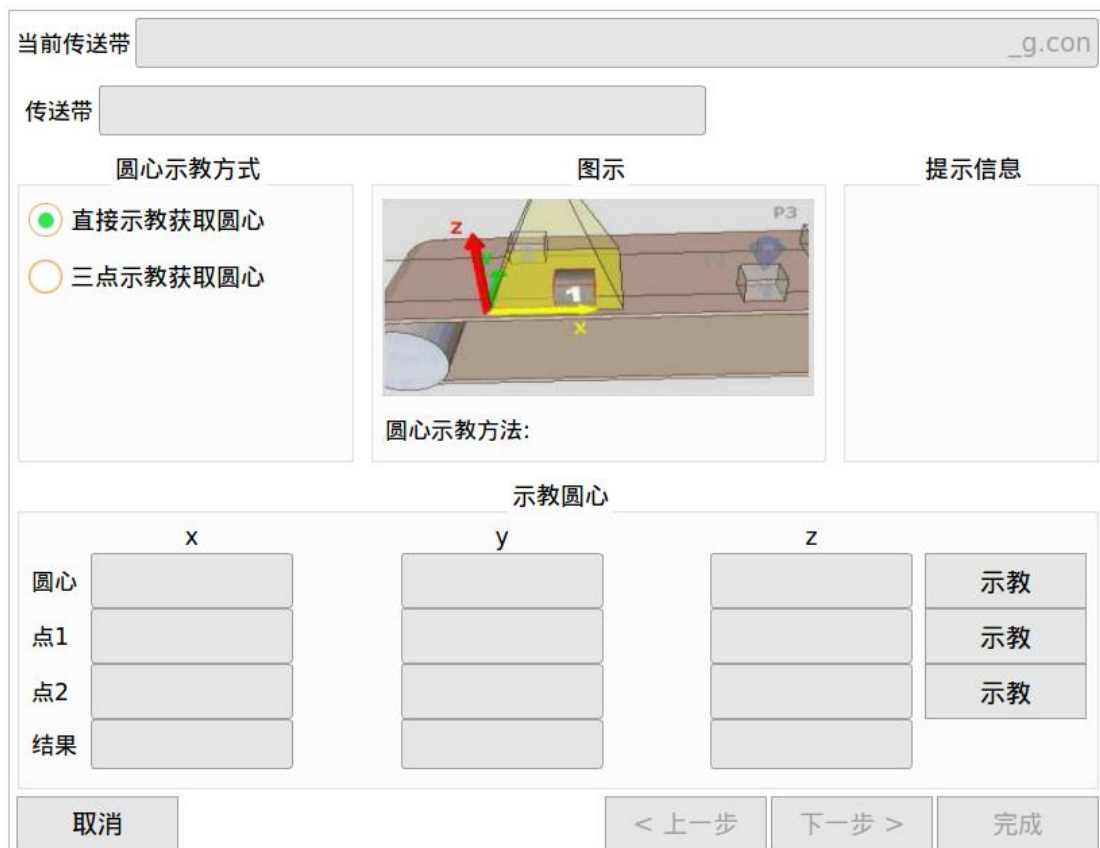 当前传送带 _g.con
传送带
圆心示教方式 图示 提示信息
直接示教获取圆心
三点示教获取圆心
P3
z
y
1
x
圆心示教方法:
示教圆心
x y z
圆心 示教
点1 示教
点2 示教
结果
取消 < 上一步 下一步 > 完成